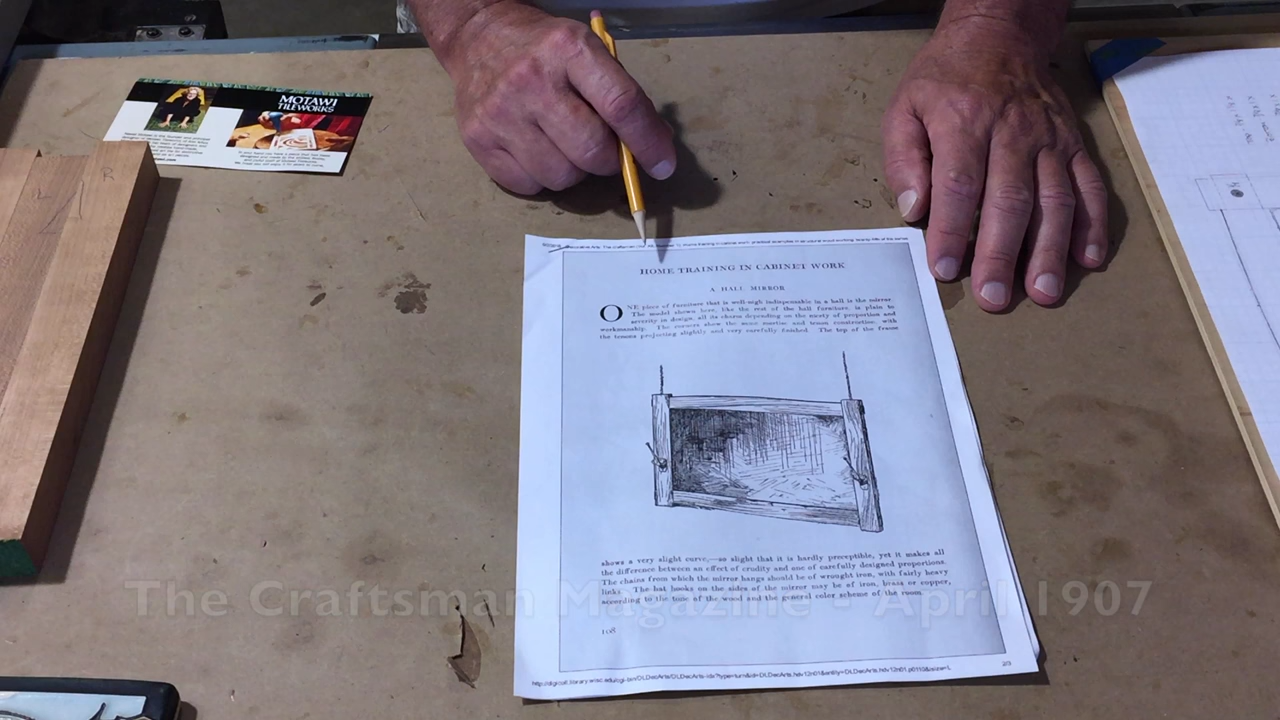 MOTAWI
TILEWORKS
R
HOME TRAINING IN CABINET WORK
A HALL MIRROR
ONE piece of furniture that is well-nigh indispensable in a hall is the mirror.
The model shown here, like the rest of the hall furniture, is plain to
severity in design, all its charm depending on the nicety of proportion and
workmanship. The corners show the same mortise and tenon construction, with
the tenons projecting slightly and very carefully finished. The top of the frame
shows a very slight curve,—so slight that it is hardly preceptible, yet it makes all
the difference between an effect of crudity and one of carefully designed proportions.
The chains from which the mirror hangs should be of wrought iron, with fairly heavy
links. The hat hooks on the sides of the mirror may be of iron, brass or copper,
according to the tone of the wood and the general color scheme of the room.
108
2/3
The Craftsman Magazine - April 1907